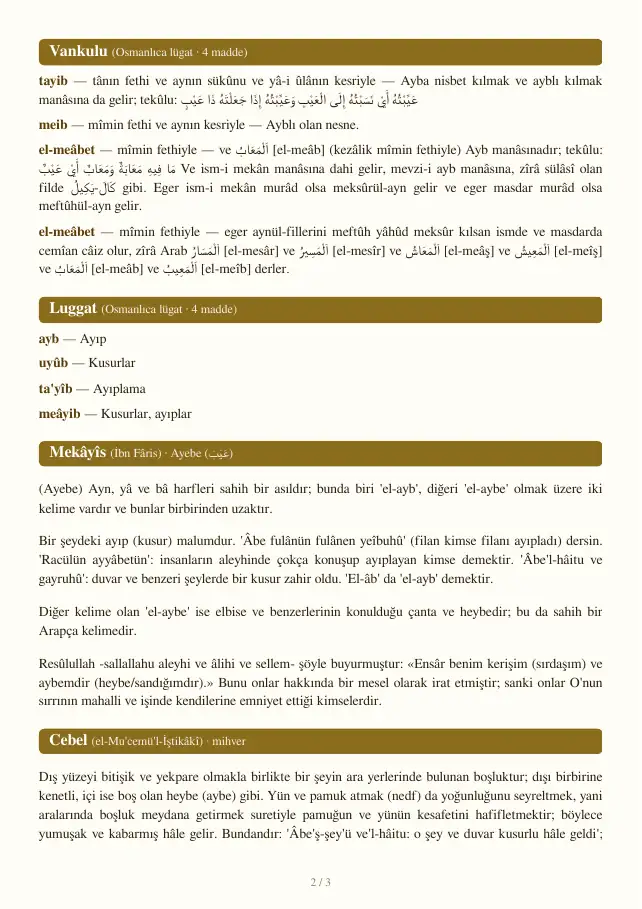 Vankulu (Osmanlıca lügat · 4 madde)
tayib — tânın fethi ve aynın sükûnu ve yâ-i ûlânın kesriyle — Ayba nisbet kılmak ve ayblı kılmak
manâsına da gelir; tekûlu: عَيَّبْتُهُ أَيْ نَسَبْتُهُ إِلَى الْعَيْبِ وَعَيَّبْتُهُ إِذَا جَعَلْتَهُ ذَا عَيْبٍ
meib — mîmin fethi ve aynın kesriyle — Ayblı olan nesne.
el-meâbet — mîmin fethiyle — ve اَلْمَعَابُ [el-meâb] (kezâlik mîmin fethiyle) Ayb manâsınadır; tekûlu:
مَا فِيهِ مَعَابَةٌ وَمَعَابٌ أَيْ عَيْبٌ Ve ism-i mekân manâsına dahi gelir, mevzi-i ayb manâsına, zîrâ sülâsî olan
filde كَالَ-يَكِيلُ gibi. Eger ism-i mekân murâd olsa meksûrül-ayn gelir ve eger masdar murâd olsa
meftûhül-ayn gelir.
el-meâbet — mîmin fethiyle — eger aynül-fillerini meftûh yâhûd meksûr kılsan ismde ve masdarda
cemîan câiz olur, zîrâ Arab اَلْمَسَارُ [el-mesâr] ve اَلْمَسِيرُ [el-mesîr] ve اَلْمَعَاشُ [el-meâş] ve اَلْمَعِيشُ [el-meîş]
ve اَلْمَعَابُ [el-meâb] ve اَلْمَعِيبُ [el-meîb] derler.
Luggat (Osmanlıca lügat · 4 madde)
ayb — Ayıp
uyûb — Kusurlar
ta'yîb — Ayıplama
meâyib — Kusurlar, ayıplar
Mekâyîs (İbn Fâris) · Ayebe (عَيَبَ)
(Ayebe) Ayn, yâ ve bâ harfleri sahih bir asıldır; bunda biri 'el-ayb', diğeri 'el-aybe' olmak üzere iki
kelime vardır ve bunlar birbirinden uzaktır.
Bir şeydeki ayıp (kusur) malumdur. 'Âbe fulânün fulânen yeîbuhû' (filan kimse filanı ayıpladı) dersin.
'Racülün ayyâbetün': insanların aleyhinde çokça konuşup ayıplayan kimse demektir. 'Âbe'l-hâitu ve
gayruhû': duvar ve benzeri şeylerde bir kusur zahir oldu. 'El-âb' da 'el-ayb' demektir.
Diğer kelime olan 'el-aybe' ise elbise ve benzerlerinin konulduğu çanta ve heybedir; bu da sahih bir
Arapça kelimedir.
Resûlullah -sallallahu aleyhi ve âlihi ve sellem- şöyle buyurmuştur: «Ensâr benim kerişim (sırdaşım) ve
aybemdir (heybe/sandığımdır).» Bunu onlar hakkında bir mesel olarak irat etmiştir; sanki onlar O'nun
sırrının mahalli ve işinde kendilerine emniyet ettiği kimselerdir.
Cebel (el-Mu'cemü'l-İştikâkî) · mihver
Dış yüzeyi bitişik ve yekpare olmakla birlikte bir şeyin ara yerlerinde bulunan boşluktur; dışı birbirine
kenetli, içi ise boş olan heybe (aybe) gibi. Yün ve pamuk atmak (nedf) da yoğunluğunu seyreltmek, yani
aralarında boşluk meydana getirmek suretiyle pamuğun ve yünün kesafetini hafifletmektir; böylece
yumuşak ve kabarmış hâle gelir. Bundandır: 'Âbe'ş-şey'ü ve'l-hâitu: o şey ve duvar kusurlu hâle geldi';
2 / 3